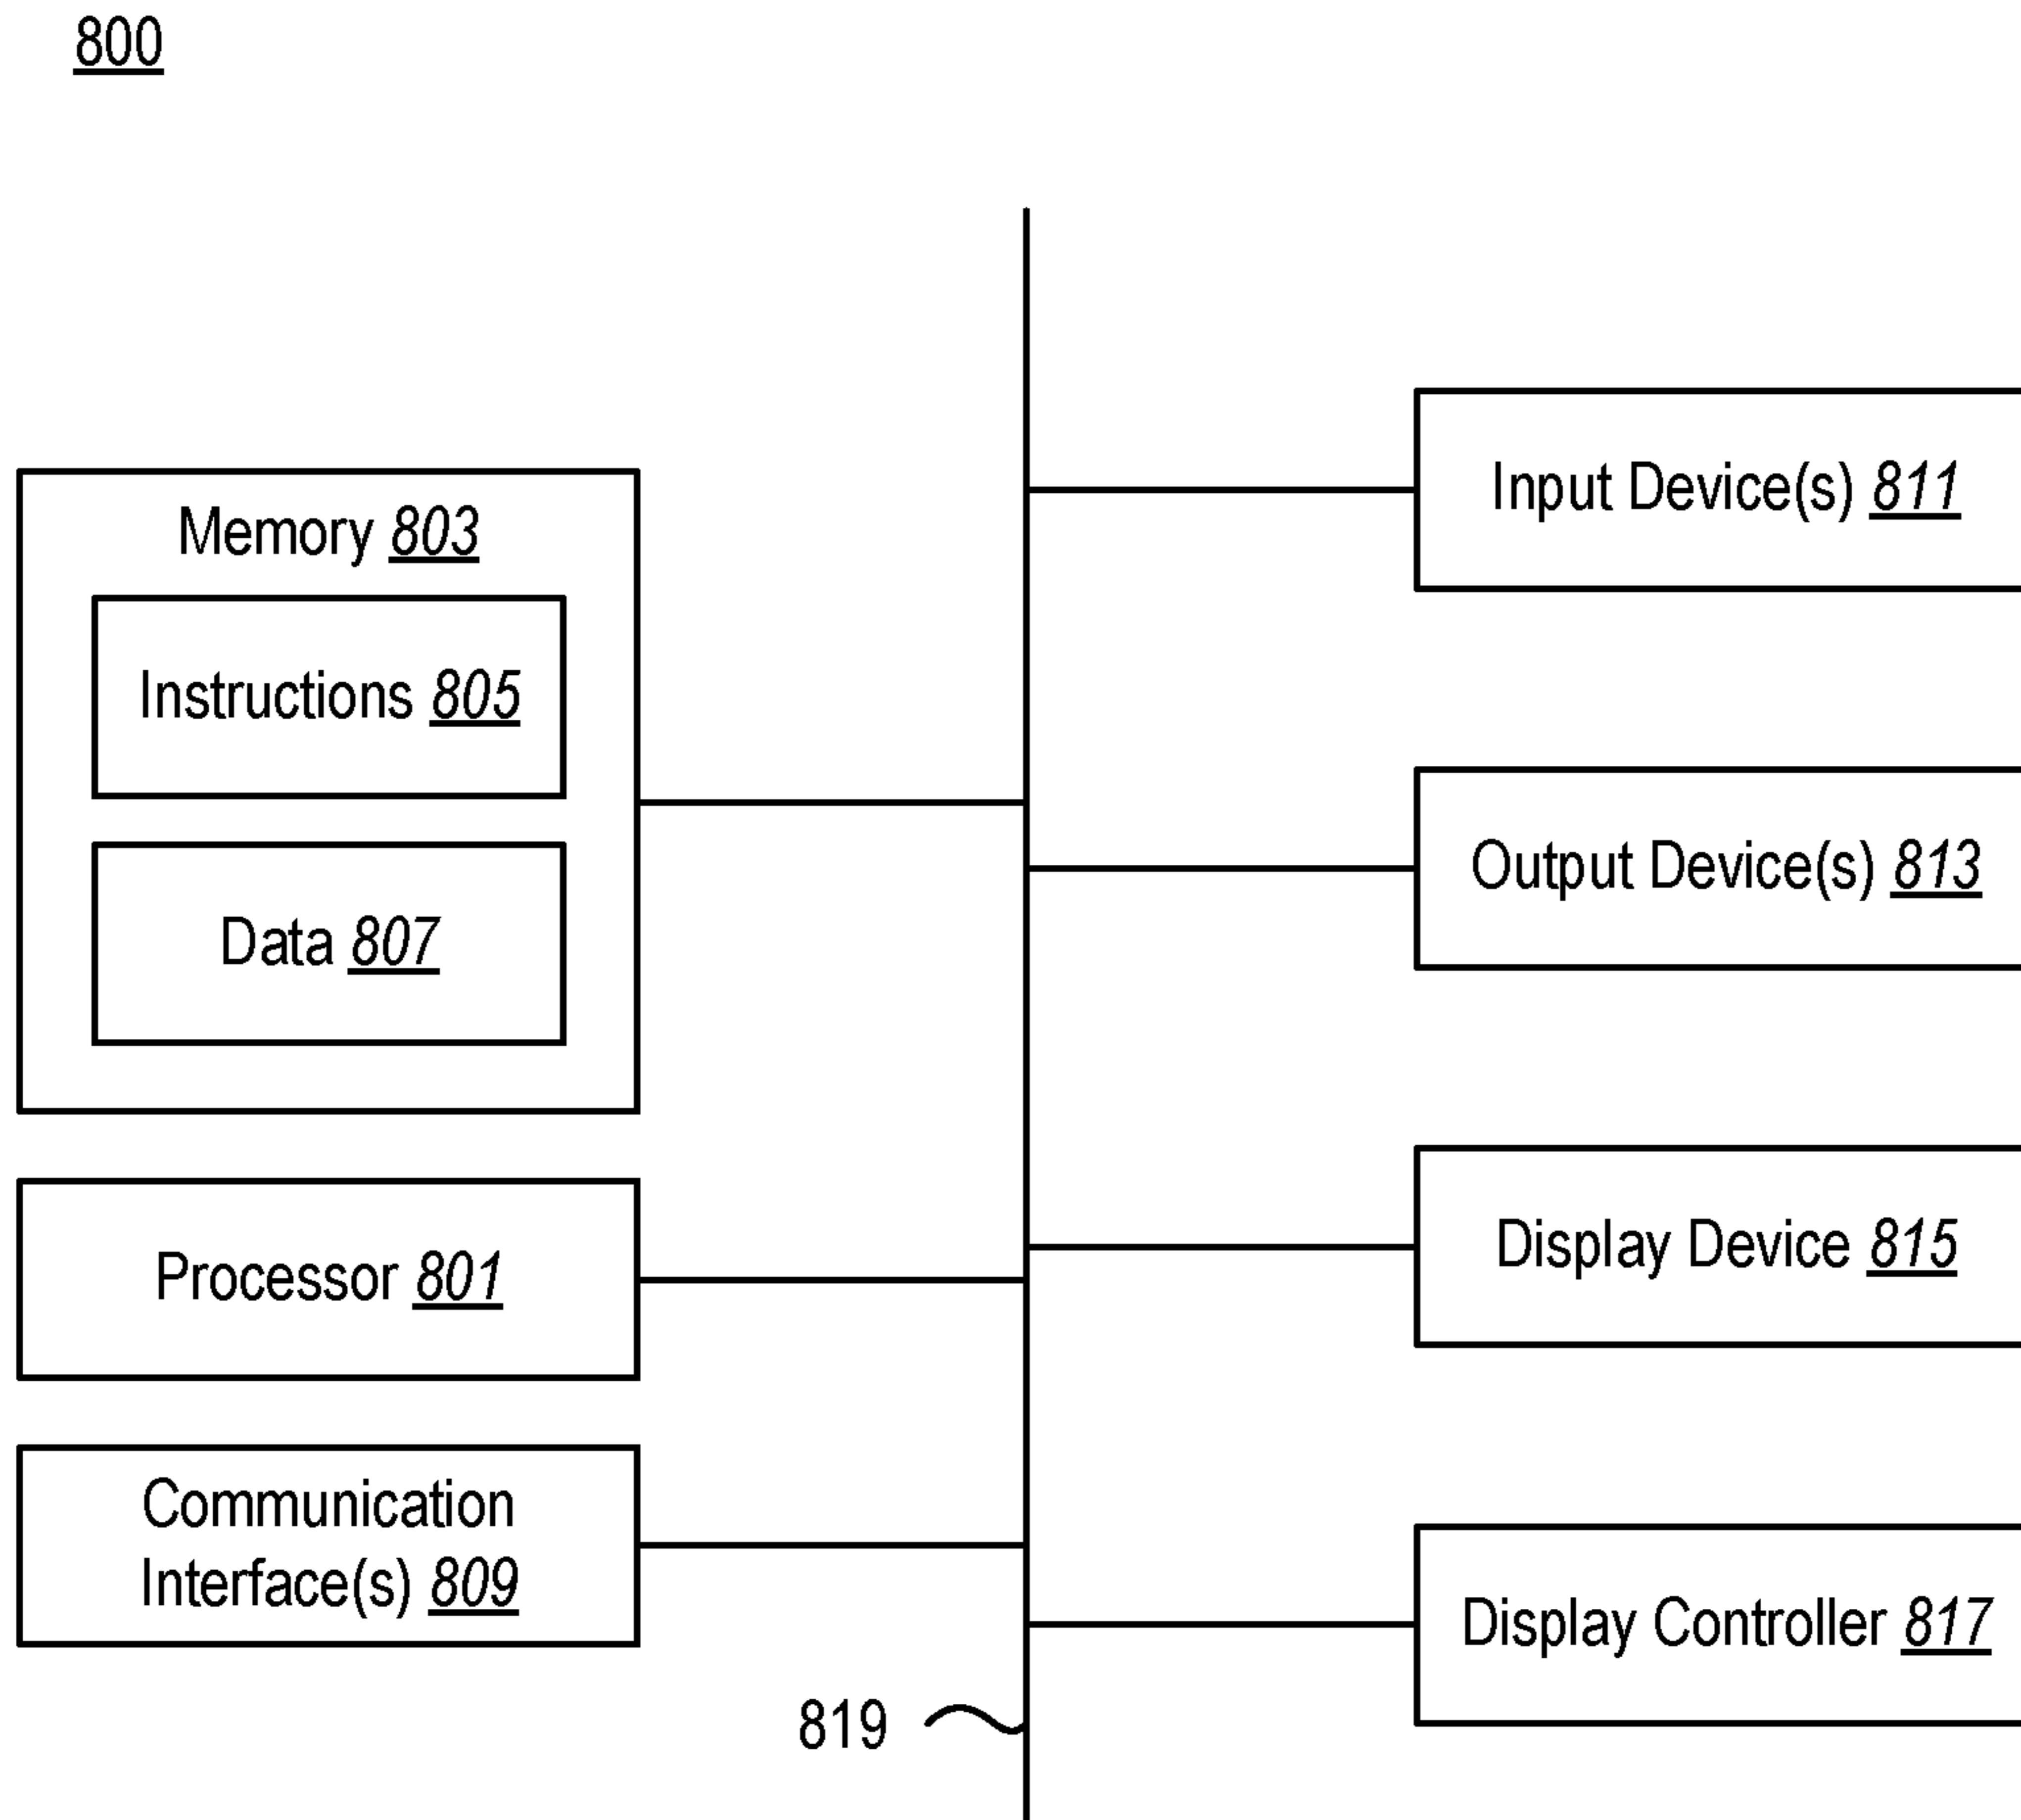 800
Memory 803
Instructions 805
Data 807
Processor 801
Communication
Interface(s) 809
819
Input Device(s) 811
Output Device(s) 813
Display Device 815
Display Controller 817